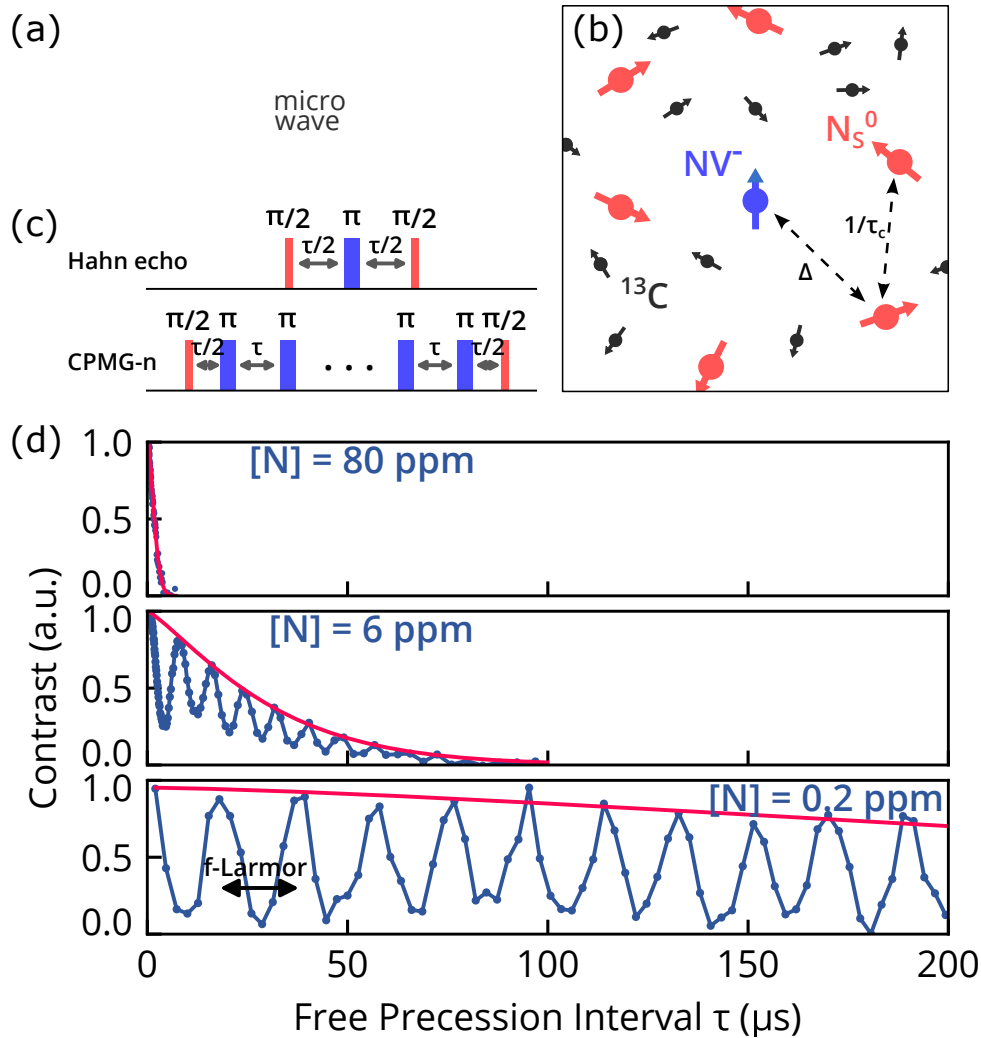 (a)
micro
wave
(b)
N_S^0
NV^-
1/τ_c
Δ
^13C
(c)
π/2 π π/2
τ/2 τ/2
Hahn echo
π/2 π π π π π/2
τ/2 τ τ τ/2
CPMG-n
. . .
(d)
1.0
[N] = 80 ppm
0.5
0.0
1.0
[N] = 6 ppm
0.5
0.0
1.0
[N] = 0.2 ppm
0.5
f-Larmor
0.0
Contrast (a.u.)
0 50 100 150 200
Free Precession Interval τ (μs)